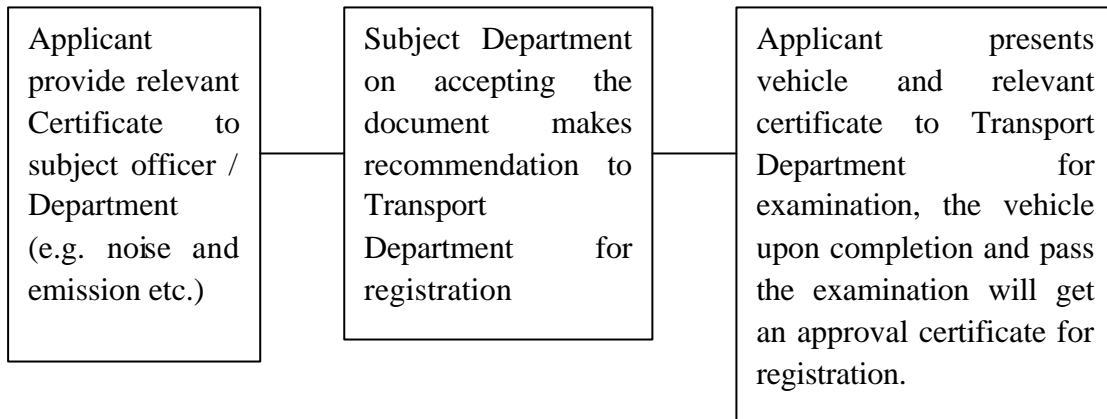 Applicant
provide relevant
Certificate to
subject officer /
Department
(e.g. noise and
emission etc.)
Subject Department
on accepting the
document makes
recommendation to
Transport
Department for
registration
Applicant presents
vehicle and relevant
certificate to Transport
Department for
examination, the vehicle
upon completion and pass
the examination will get
an approval certificate for
registration.